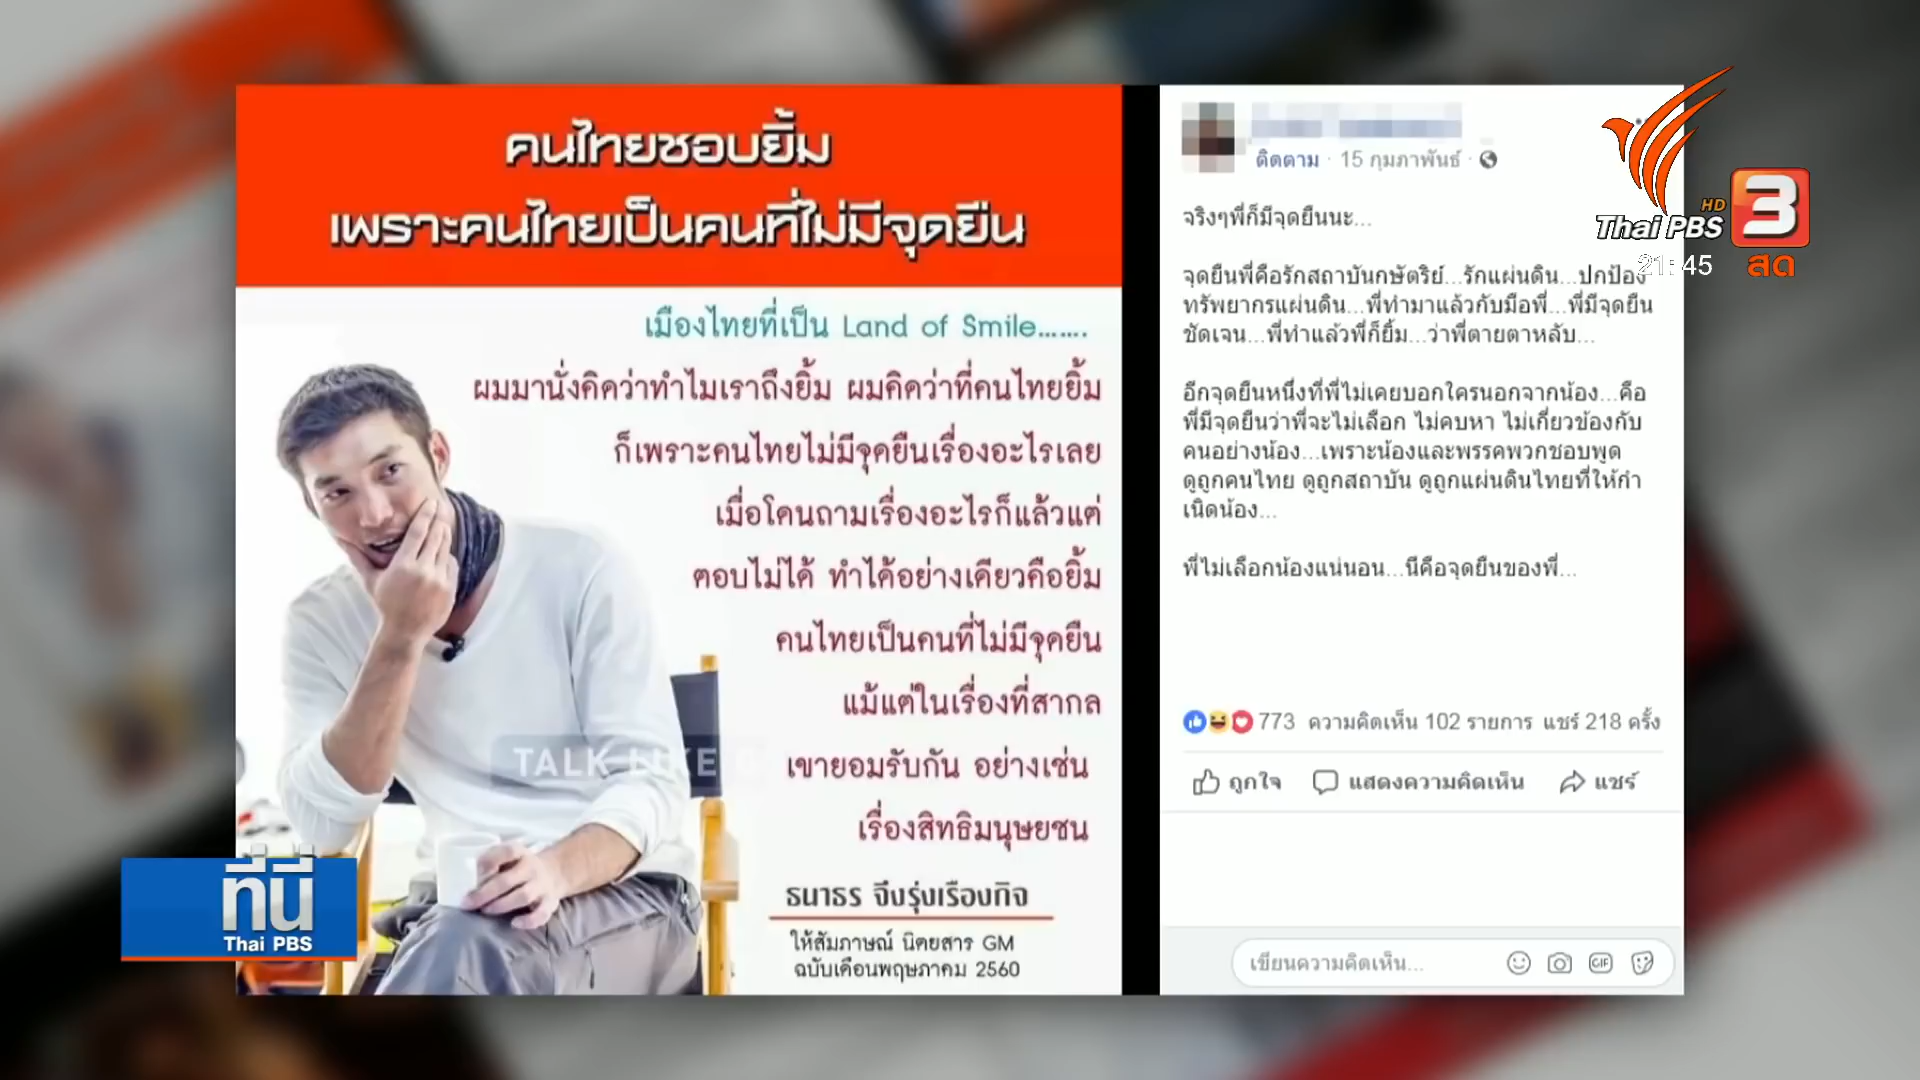 คนไทยชอบยิ้ม
เพราะคนไทยเป็นคนที่ไม่มีจุดยืน
เมืองไทยที่เป็น Land of Smile.......
ผมมานั่งคิดว่าทำไมเราถึงยิ้ม ผมคิดว่าที่คนไทยยิ้ม
ก็เพราะคนไทยไม่มีจุดยืนเรื่องอะไรเลย
เมื่อโดนถามเรื่องอะไรก็แล้วแต่
ตอบไม่ได้ ทำได้อย่างเดียวคือยิ้ม
คนไทยเป็นคนที่ไม่มีจุดยืน
แม้แต่ในเรื่องที่สากล
TALK LIKE
เขายอมรับกัน อย่างเช่น
เรื่องสิทธิมนุษยชน
ธนาธร จึงรุ่งเรืองกิจ
ให้สัมภาษณ์ นิตยสาร GM
ฉบับเดือนพฤษภาคม 2560
ติดตาม · 15 กุมภาพันธ์ ·
จริงๆพี่ก็มีจุดยืนนะ...
จุดยืนพี่คือรักสถาบันกษัตริย์...รักแผ่นดิน...ปกป้อง
ทรัพยากรแผ่นดิน...พี่ทำมาแล้วกับมือพี่...พี่มีจุดยืน
ชัดเจน...พี่ทำแล้วพี่ก็ยิ้ม...ว่าพี่ตายตาหลับ...
อีกจุดยืนหนึ่งที่พี่ไม่เคยบอกใครนอกจากน้อง...คือ
พี่มีจุดยืนว่าพี่จะไม่เลือก ไม่คบหา ไม่เกี่ยวข้องกับ
คนอย่างน้อง...เพราะน้องและพรรคพวกชอบพูด
ดูถูกคนไทย ดูถูกสถาบัน ดูถูกแผ่นดินไทยที่ให้กำ
เนิดน้อง...
พี่ไม่เลือกน้องแน่นอน...นี่คือจุดยืนของพี่...
773 ความคิดเห็น 102 รายการ แชร์ 218 ครั้ง
ถูกใจ แสดงความคิดเห็น แชร์
เขียนความคิดเห็น...
GIF
HD
Thai PBS 3
21:45 สด
ที่นี่
Thai PBS